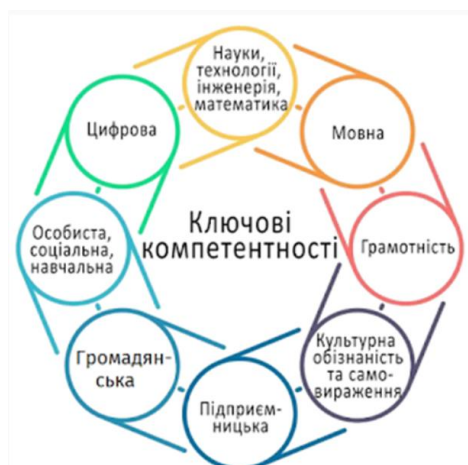 Науки,
технології,
інженерія,
математика
Мовна
Грамотність
Культурна
обізнаність
та само-
вираження
Підприєм-
ницька
Громадян-
ська
Особиста,
соціальна,
навчальна
Цифрова
Ключові
компетентності